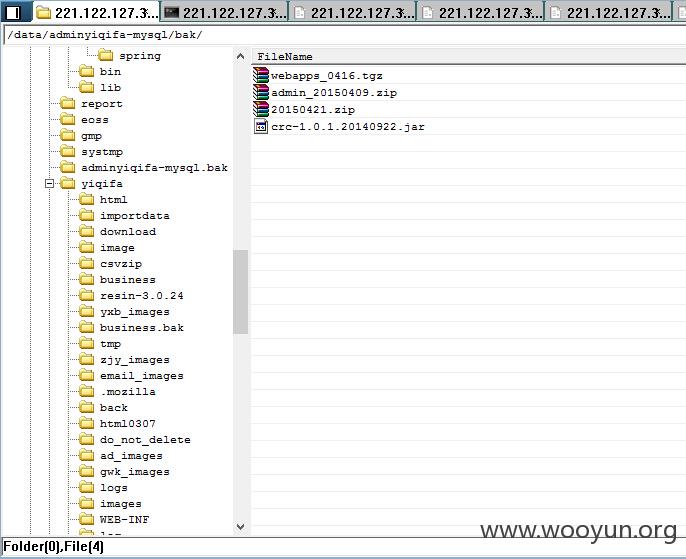 221.122.127.3... 221.122.127.3... 221.122.127.3... 221.122.127.3... 221.122.127.3...
/data/adminyiqifa-mysql/bak/
spring
bin
lib
report
eoss
gmp
systmp
adminyiqifa-mysql.bak
yiqifa
html
importdata
download
image
csvzip
business
resin-3.0.24
yxb_images
business.bak
tmp
zjy_images
email_images
.mozilla
back
html0307
do_not_delete
ad_images
gwk_images
logs
images
WEB-INF
FileName
webapps_0416.tgz
admin_20150409.zip
20150421.zip
crc-1.0.1.20140922.jar
www.wooyun.org
Folder(0),File(4)